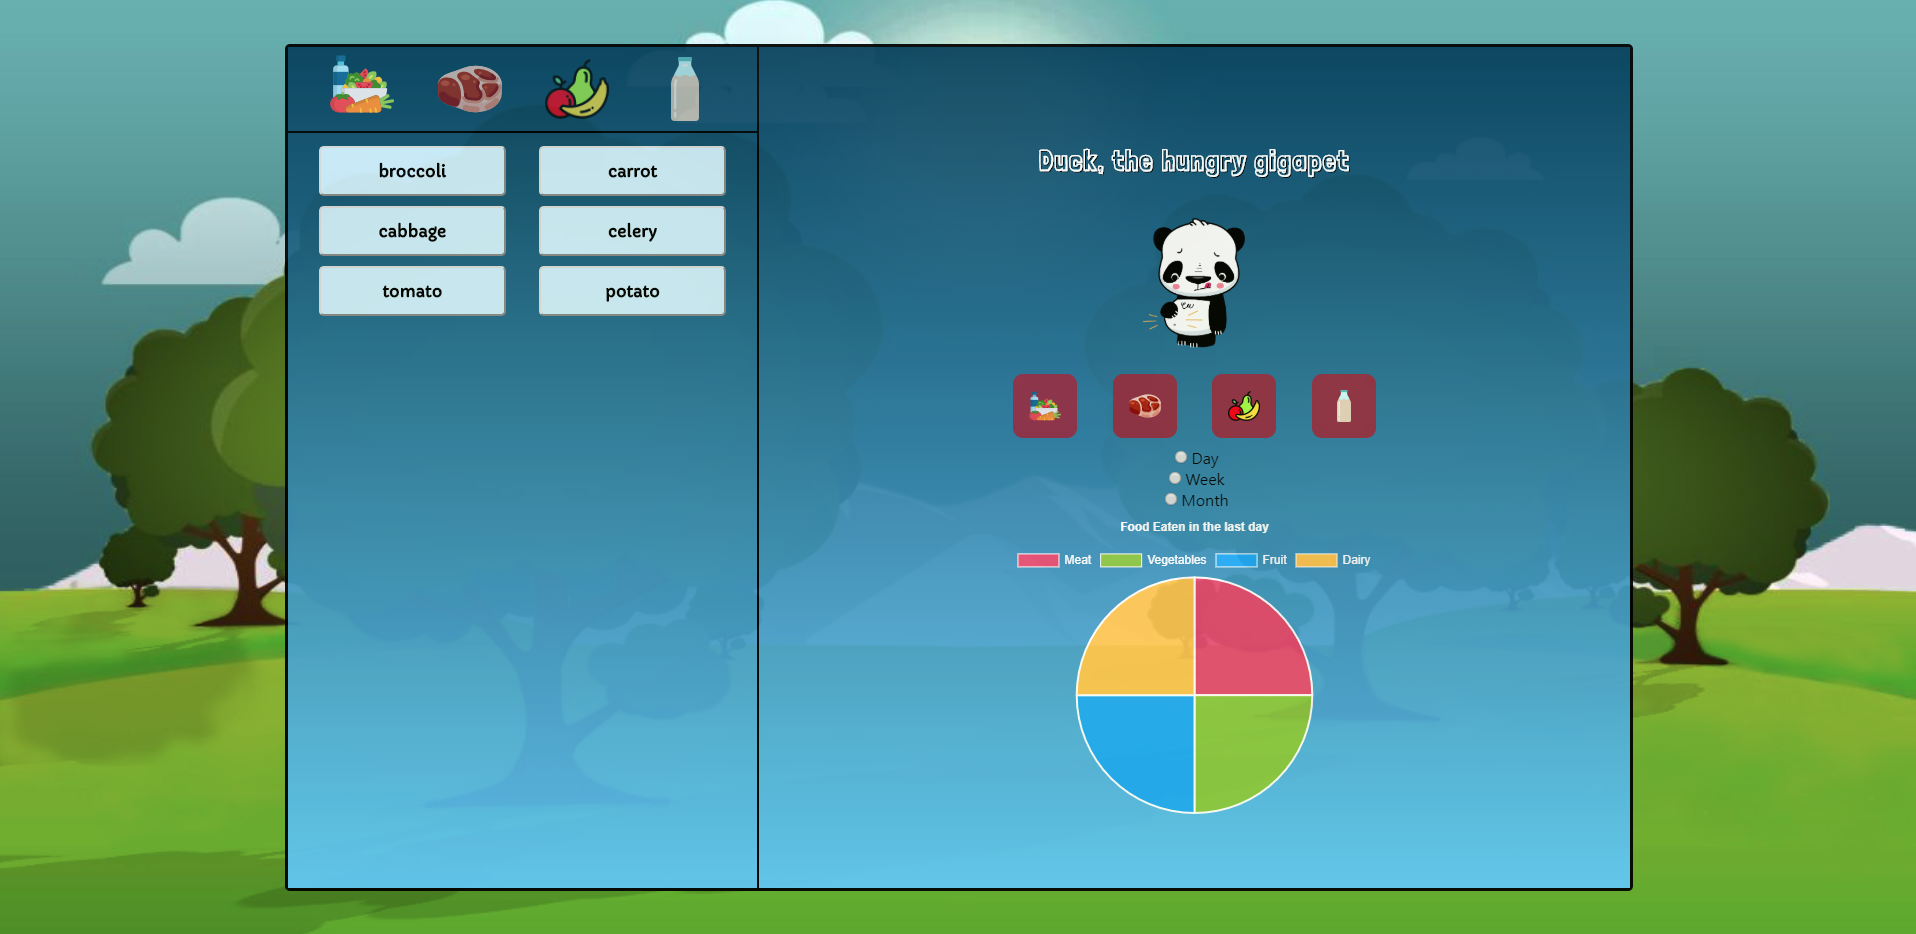 broccoli
carrot
cabbage
celery
tomato
potato
Duck, the hungry gigapet
Day
Week
Month
Food Eaten in the last day
Meat
Vegetables
Fruit
Dairy